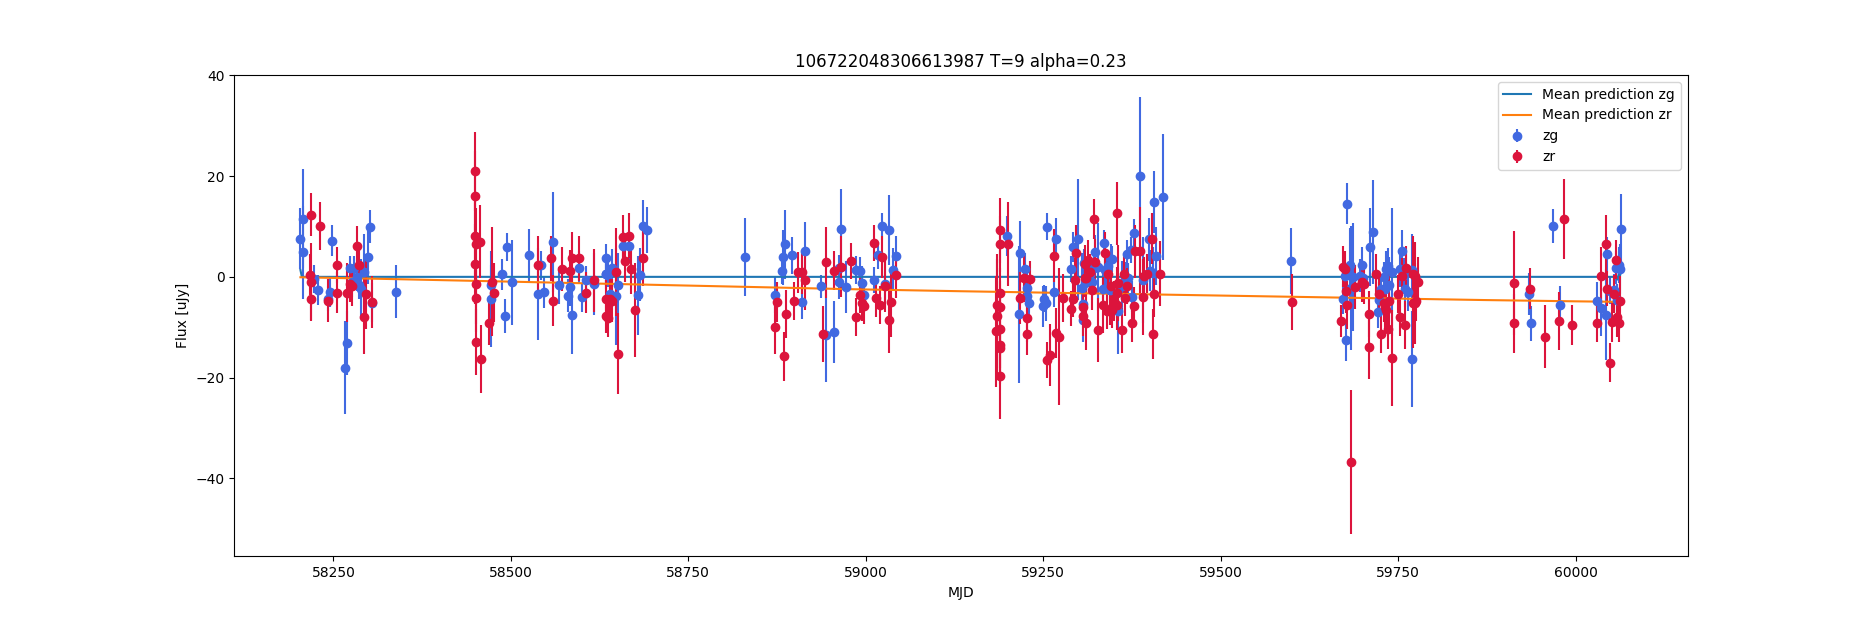 106722048306613987 T=9 alpha=0.23
40
20
0
−20
−40
Flux [uJy]
58250
58500
58750
59000
59250
59500
59750
60000
MJD
Mean prediction zg
Mean prediction zr
zg
zr